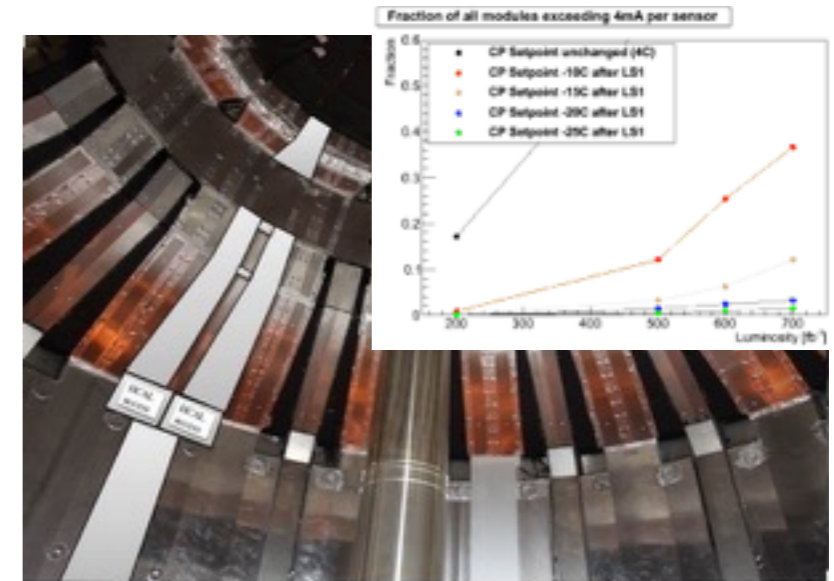 Fraction of all modules exceeding 4mA per sensor
Fraction
CP Setpoint unchanged (4C)
CP Setpoint -10C after LS1
CP Setpoint -15C after LS1
CP Setpoint -20C after LS1
CP Setpoint -25C after LS1
0.6
0.5
0.4
0.3
0.2
0.1
0
200 300 400 500 600 700
Luminosity [fb⁻¹]
HCAL
HCAL